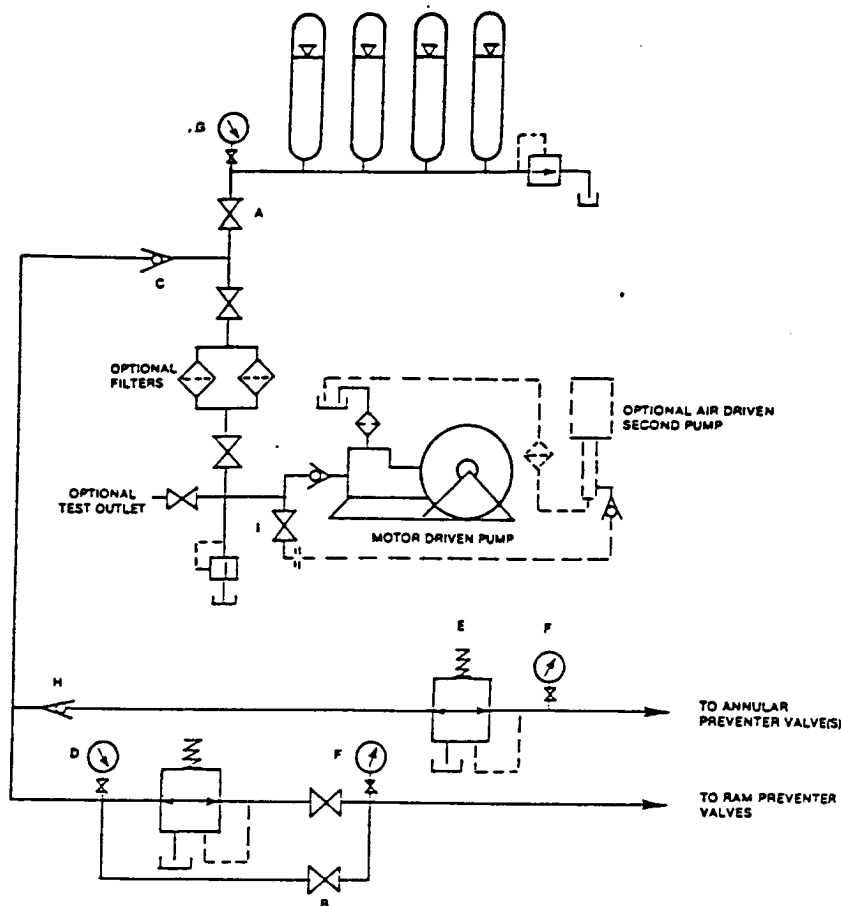 G
A
C
OPTIONAL
FILTERS
OPTIONAL AIR DRIVEN
SECOND PUMP
OPTIONAL
TEST OUTLET
I
MOTOR DRIVEN PUMP
E
F
H
TO ANNULAR
PREVENTER VALVE(S)
D
F
TO RAM PREVENTER
VALVES
B